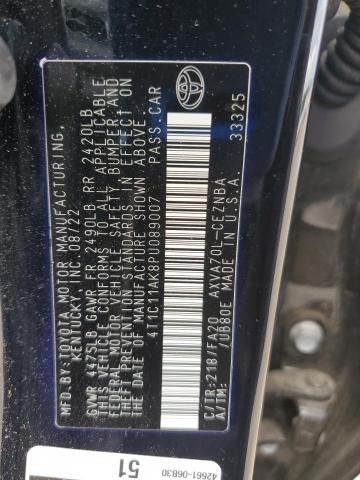 MFD.BY: TOYOTA MOTOR MANUFACTURING,
KENTUCKY, INC. 08/22
GVWR 4475LB GAWR FR 2490LB RR 2420LB
THIS VEHICLE CONFORMS TO ALL APPLICABLE
FEDERAL MOTOR VEHICLE SAFETY, BUMPER, AND
THEFT PREVENTION STANDARDS IN EFFECT ON
THE DATE OF MANUFACTURE SHOWN ABOVE.
4T1C11AK8PU089007 PASS.CAR
C/TR:218/FA20 AXVA70L-CEZNBA
A/TM: /UB80E MADE IN U.S.A.
33325
42661-06830
51